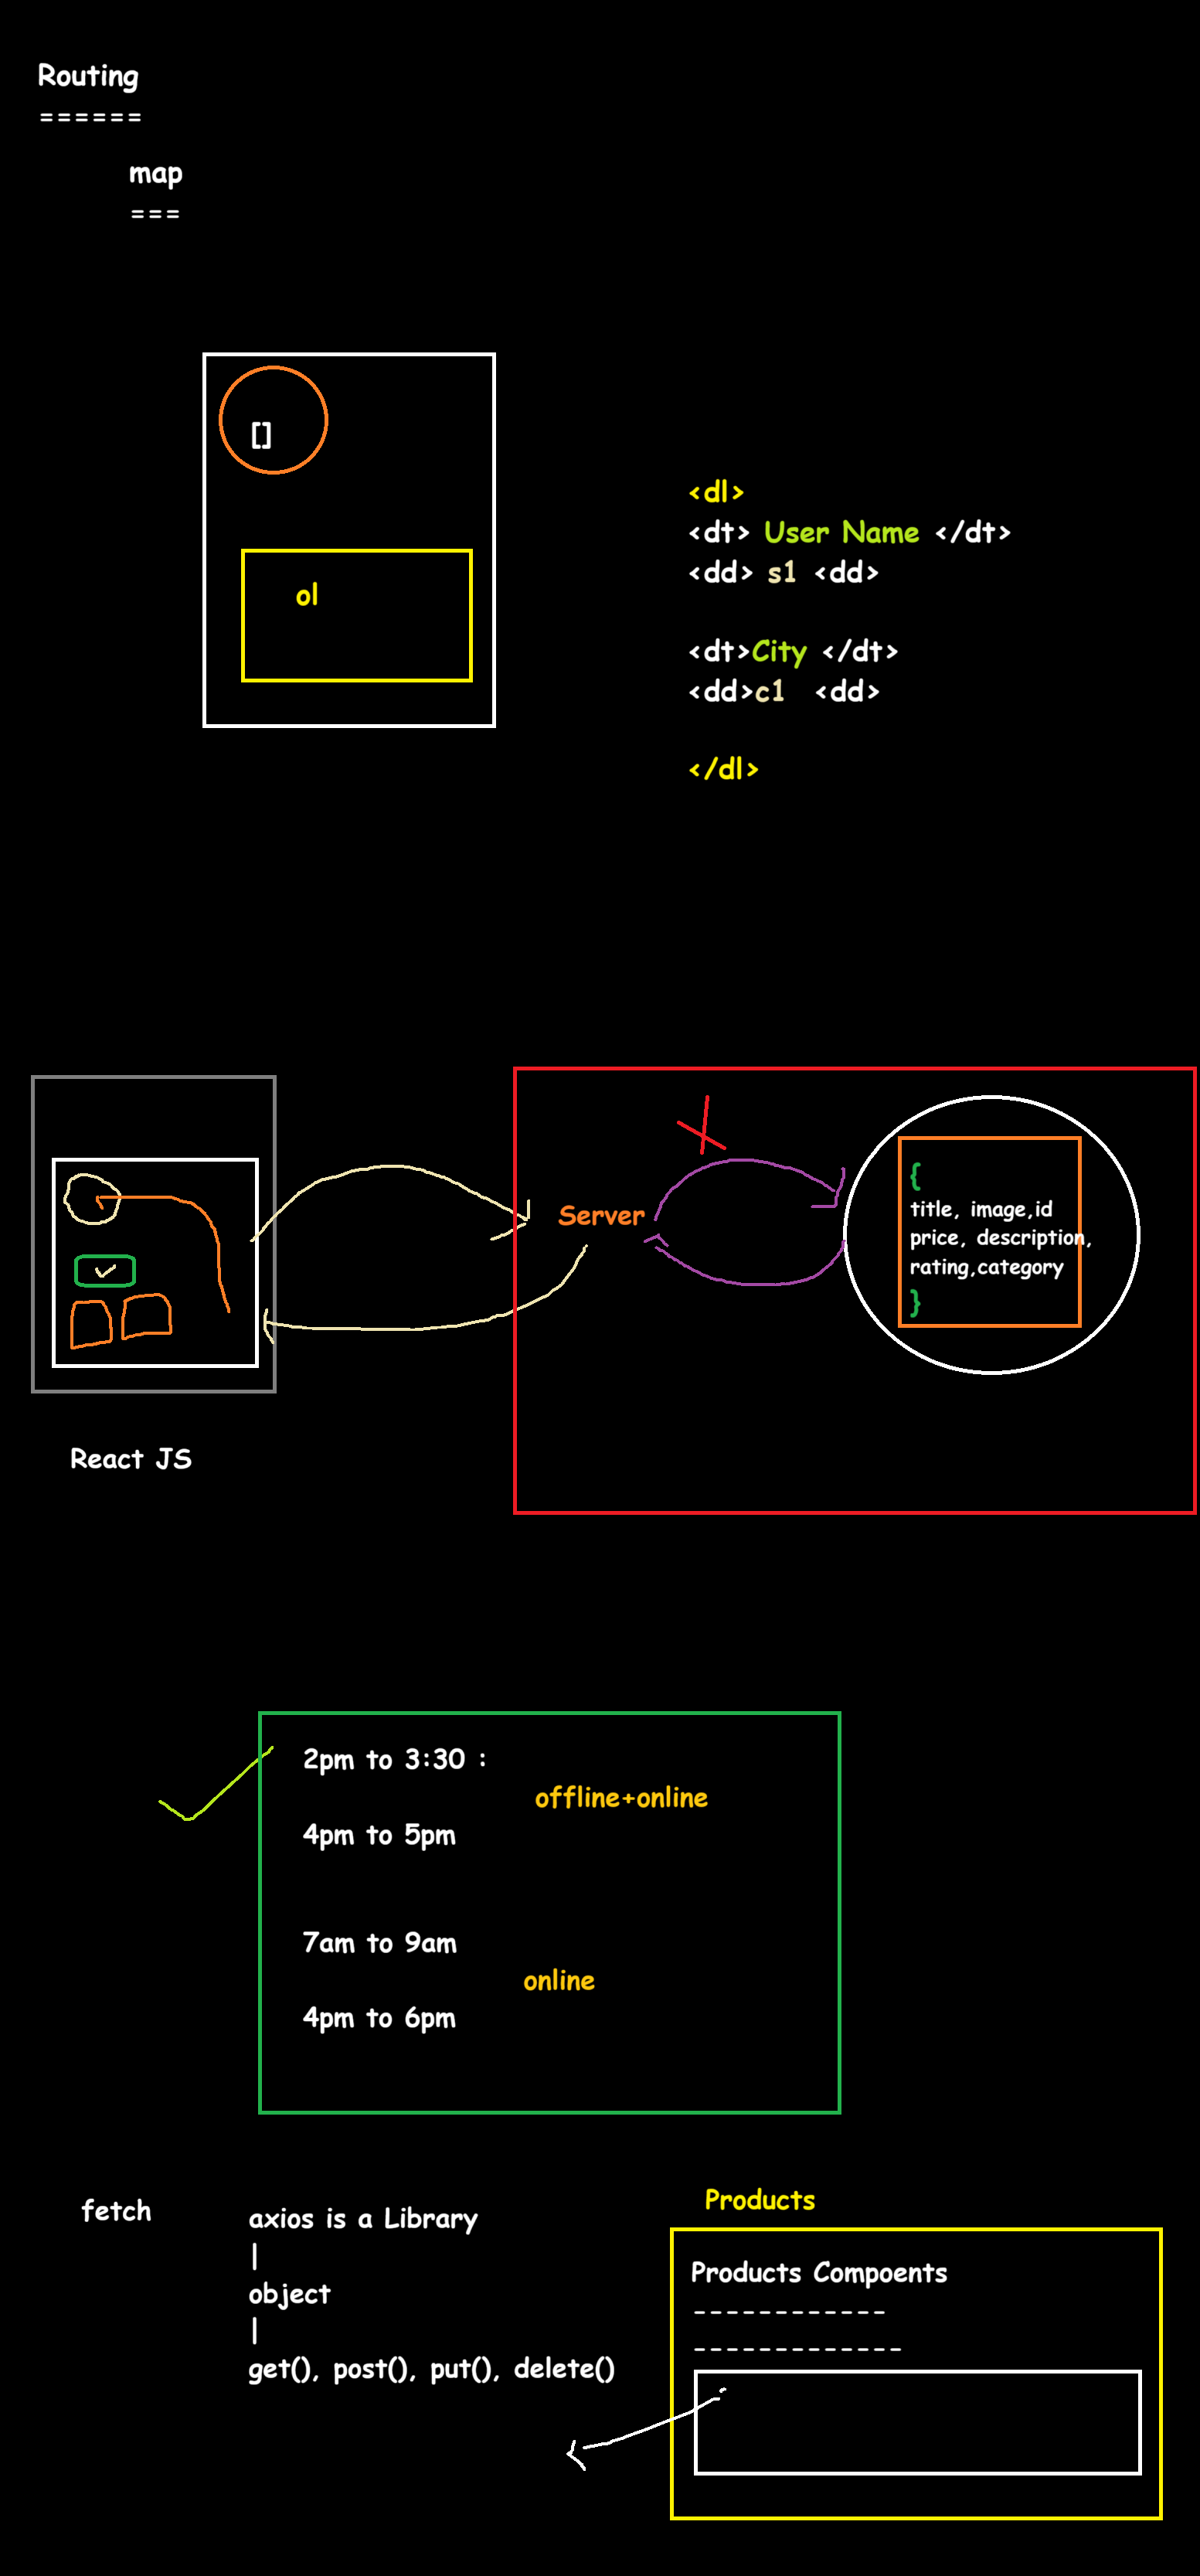 Routing
======
map
===
[]
ol
<dl>
<dt> User Name </dt>
<dd> s1 <dd>
<dt>City </dt>
<dd>c1 <dd>
</dl>
Server
{
title, image,id
price, description,
rating,category
}
React JS
2pm to 3:30 :
offline+online
4pm to 5pm
7am to 9am
online
4pm to 6pm
fetch
axios is a Library
|
object
|
get(), post(), put(), delete()
Products
Products Compoents
------------
-------------